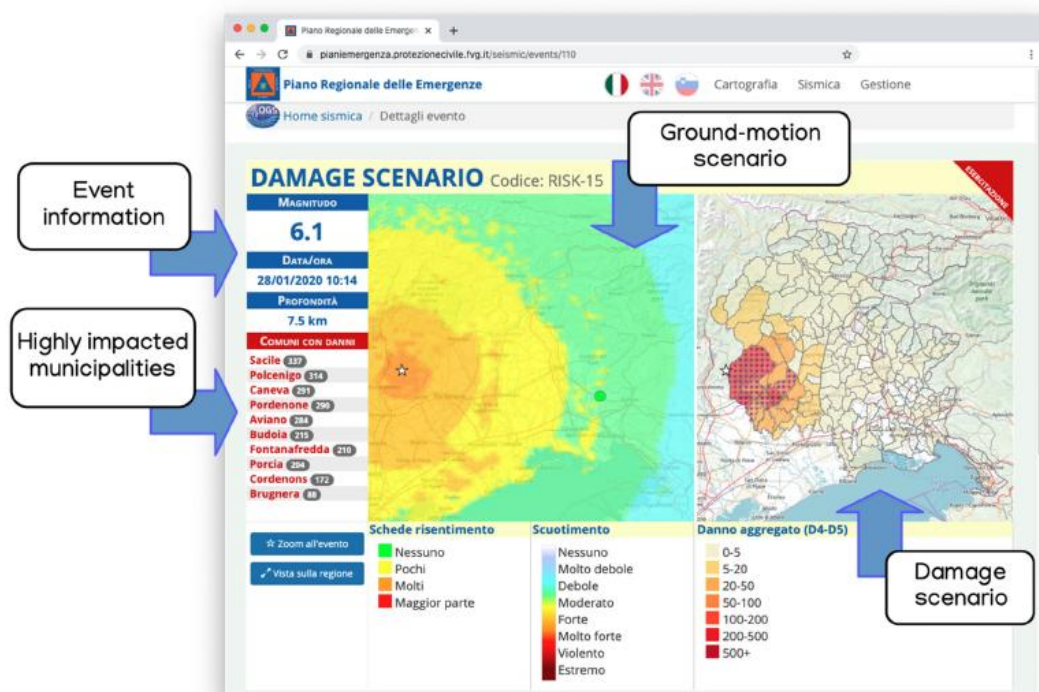 Piano Regionale delle Emergen
pianiemergenza.protezionecivile.fvg.it/seismic/events/110
Piano Regionale delle Emergenze
Cartografia
Sismica
Gestione
OGS
Home sismica / Dettagli evento
Ground-motion
scenario
Event
information
DAMAGE SCENARIO Codice: RISK-15
ESERCITAZIONE
MAGNITUDO
6.1
DATA/ORA
28/01/2020 10:14
PROFONDITÀ
7.5 km
Highly impacted
municipalities
COMUNI CON DANNI
Sacile 337
Polcenigo 314
Caneva 291
Pordenone 290
Aviano 284
Budoia 215
Fontanafredda 210
Porcia 204
Cordenons 172
Brugnera 88
Zoom all'evento
Vista sulla regione
Schede risentimento
Nessuno
Pochi
Molti
Maggior parte
Scuotimento
Nessuno
Molto debole
Debole
Moderato
Forte
Molto forte
Violento
Estremo
Danno aggregato (D4-D5)
0-5
5-20
20-50
50-100
100-200
200-500
500+
Damage
scenario